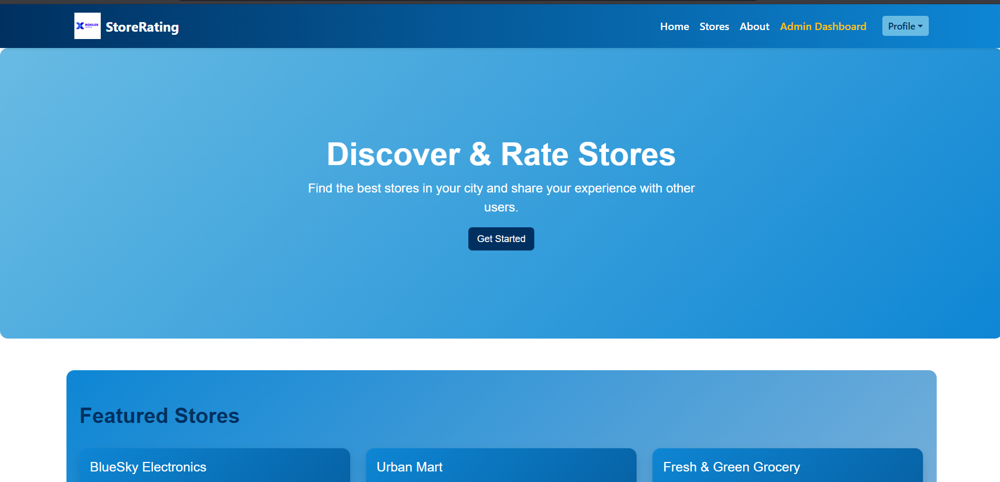 ROXILER
StoreRating
Home
Stores
About
Admin Dashboard
Profile
Discover & Rate Stores
Find the best stores in your city and share your experience with other
users.
Get Started
Featured Stores
BlueSky Electronics
Urban Mart
Fresh & Green Grocery